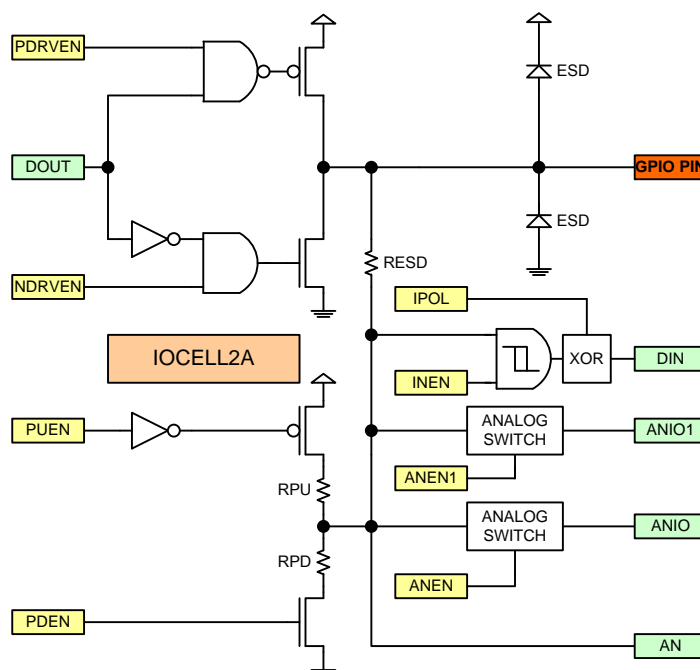 PDRVEN
ESD
DOUT
GPIO PIN
ESD
RESD
NDRVEN
IPOL
IOCELL2A
XOR
DIN
INEN
PUEN
ANALOG
SWITCH
ANIO1
ANEN1
RPU
ANALOG
SWITCH
ANIO
RPD
ANEN
PDEN
AN